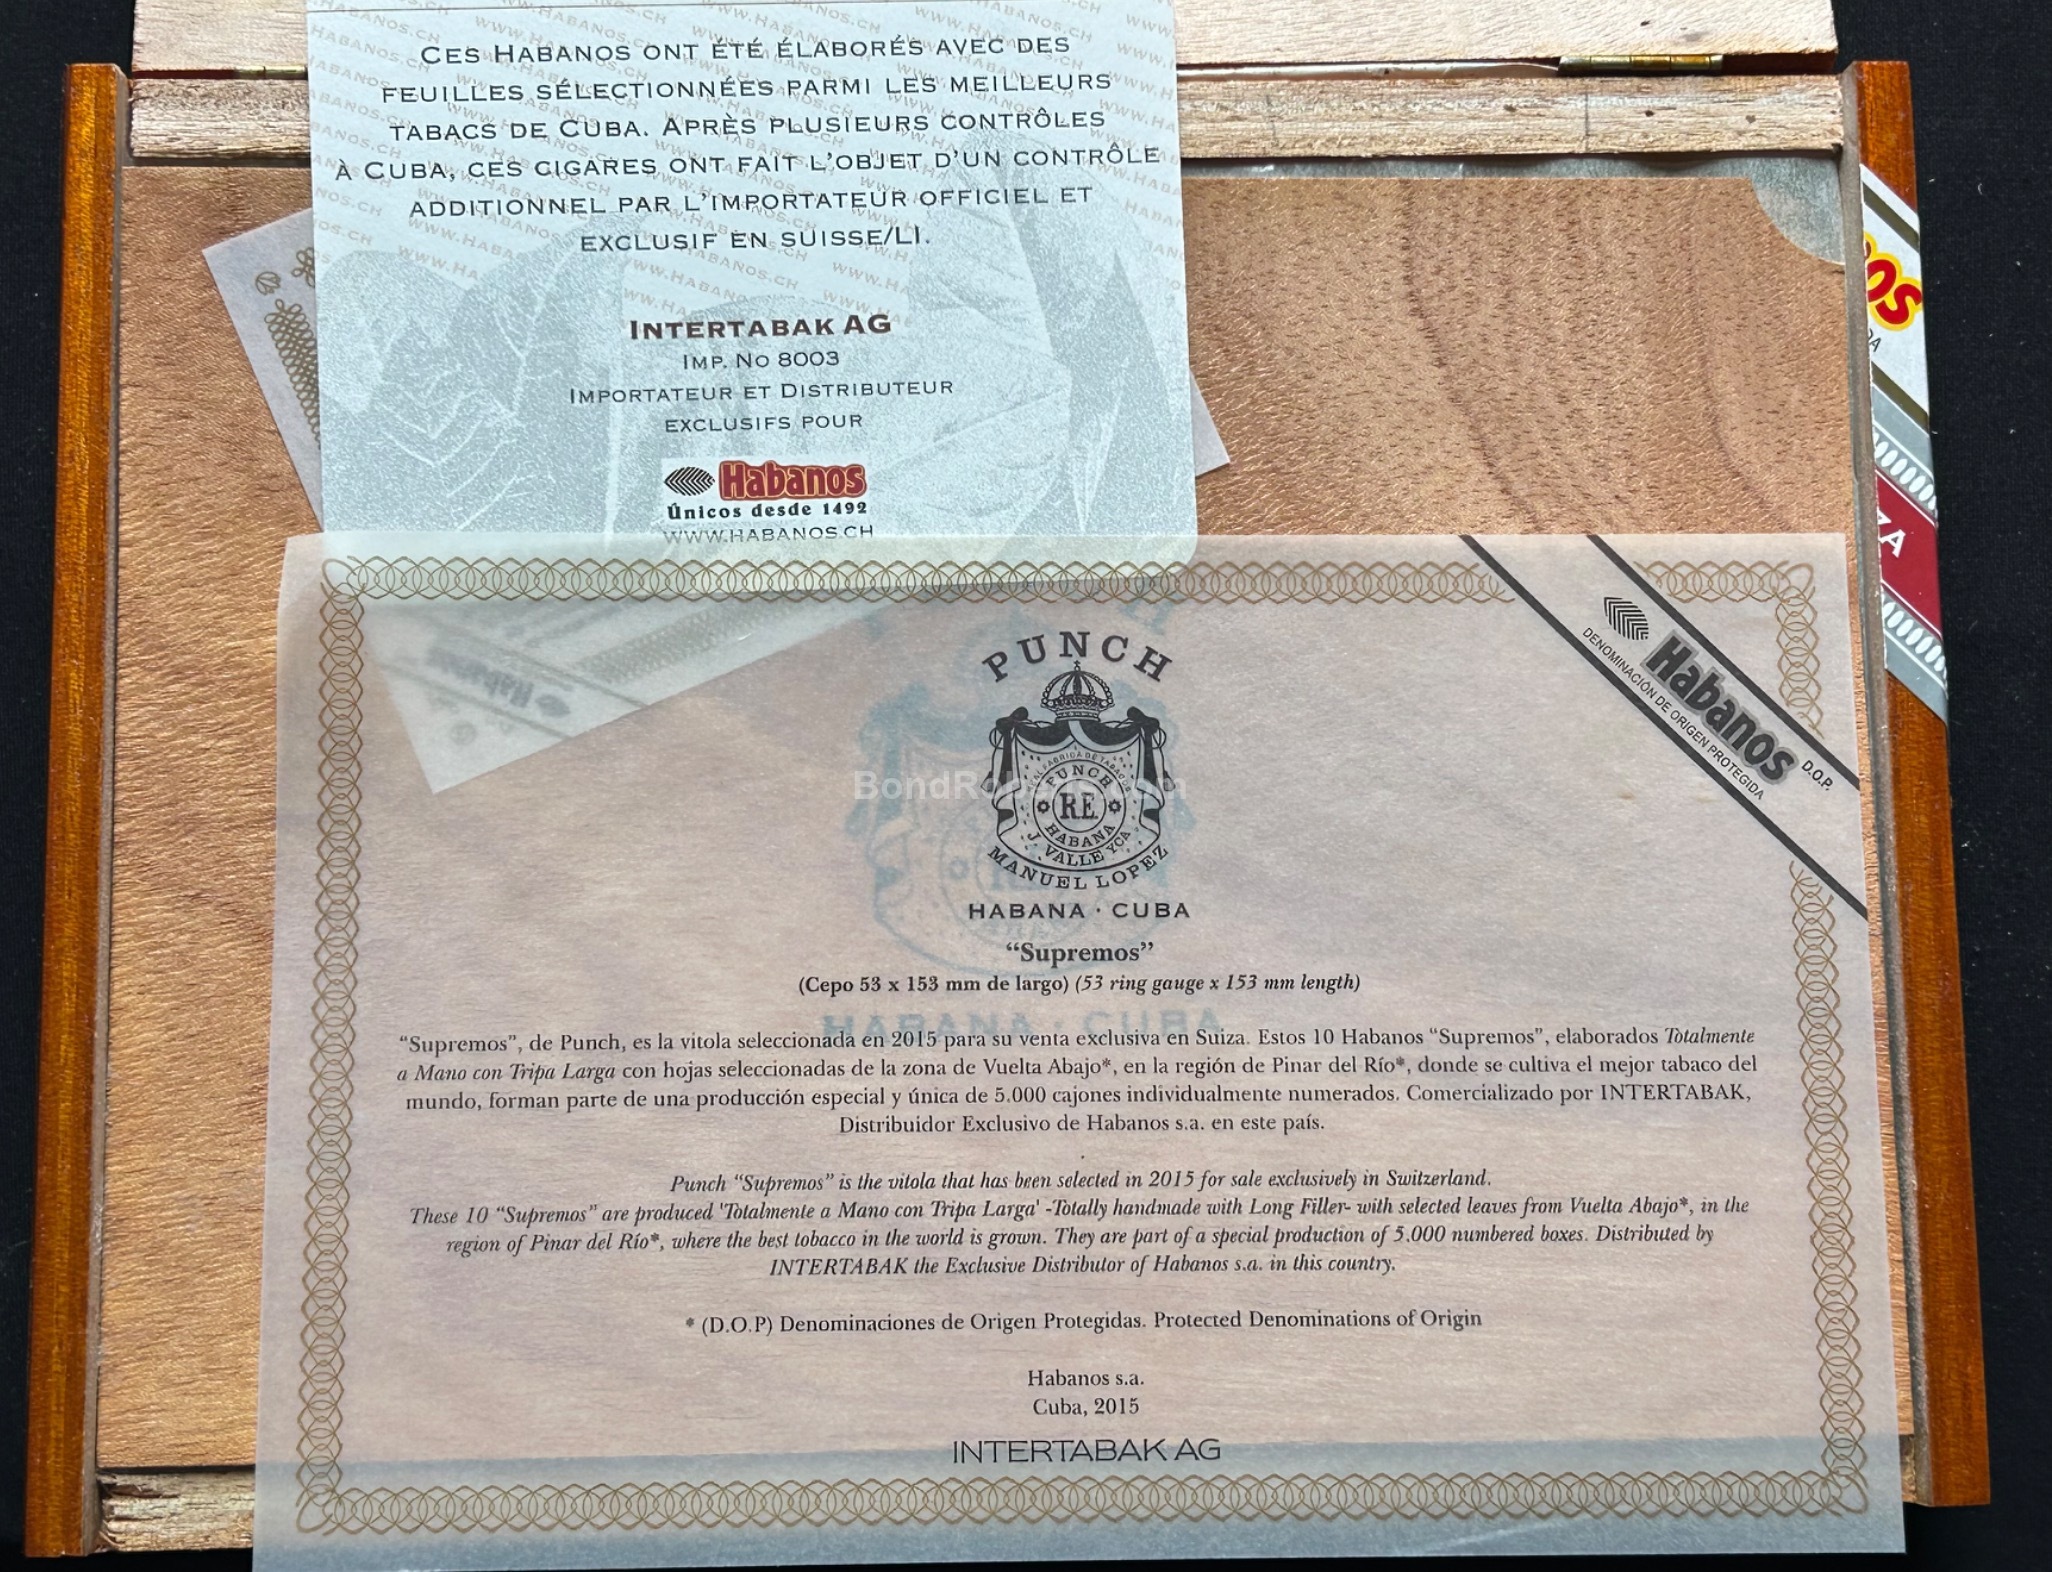 CES HABANOS ONT ÉTÉ ÉLABORÉS AVEC DES
FEUILLES SÉLECTIONNÉES PARMI LES MEILLEURS
TABACS DE CUBA. APRÈS PLUSIEURS CONTRÔLES
À CUBA, CES CIGARES ONT FAIT L'OBJET D'UN CONTRÔLE
ADDITIONNEL PAR L'IMPORTATEUR OFFICIEL ET
EXCLUSIF EN SUISSE/LI.
INTERTABAK AG
IMP. NO 8003
IMPORTATEUR ET DISTRIBUTEUR
EXCLUSIFS POUR
Habanos
Únicos desde 1492
WWW.HABANOS.CH
PUNCH
REAL FABRICA DE TABACOS
PUNCH
R.E.
HABANA
J. VALLE YCA
MANUEL LOPEZ
HABANA · CUBA
Habanos
DENOMINACIÓN DE ORIGEN PROTEGIDA
D.O.P.
"Supremos"
(Cepo 53 x 153 mm de largo) (53 ring gauge x 153 mm length)
"Supremos", de Punch, es la vitola seleccionada en 2015 para su venta exclusiva en Suiza. Estos 10 Habanos "Supremos", elaborados Totalmente
a Mano con Tripa Larga con hojas seleccionadas de la zona de Vuelta Abajo*, en la región de Pinar del Río*, donde se cultiva el mejor tabaco del
mundo, forman parte de una producción especial y única de 5.000 cajones individualmente numerados. Comercializado por INTERTABAK,
Distribuidor Exclusivo de Habanos s.a. en este país.
Punch "Supremos" is the vitola that has been selected in 2015 for sale exclusively in Switzerland.
These 10 "Supremos" are produced 'Totalmente a Mano con Tripa Larga' -Totally handmade with Long Filler- with selected leaves from Vuelta Abajo*, in the
region of Pinar del Río*, where the best tobacco in the world is grown. They are part of a special production of 5.000 numbered boxes. Distributed by
INTERTABAK the Exclusive Distributor of Habanos s.a. in this country.
* (D.O.P) Denominaciones de Origen Protegidas. Protected Denominations of Origin
Habanos s.a.
Cuba, 2015
INTERTABAK AG
HABANA · CUBA